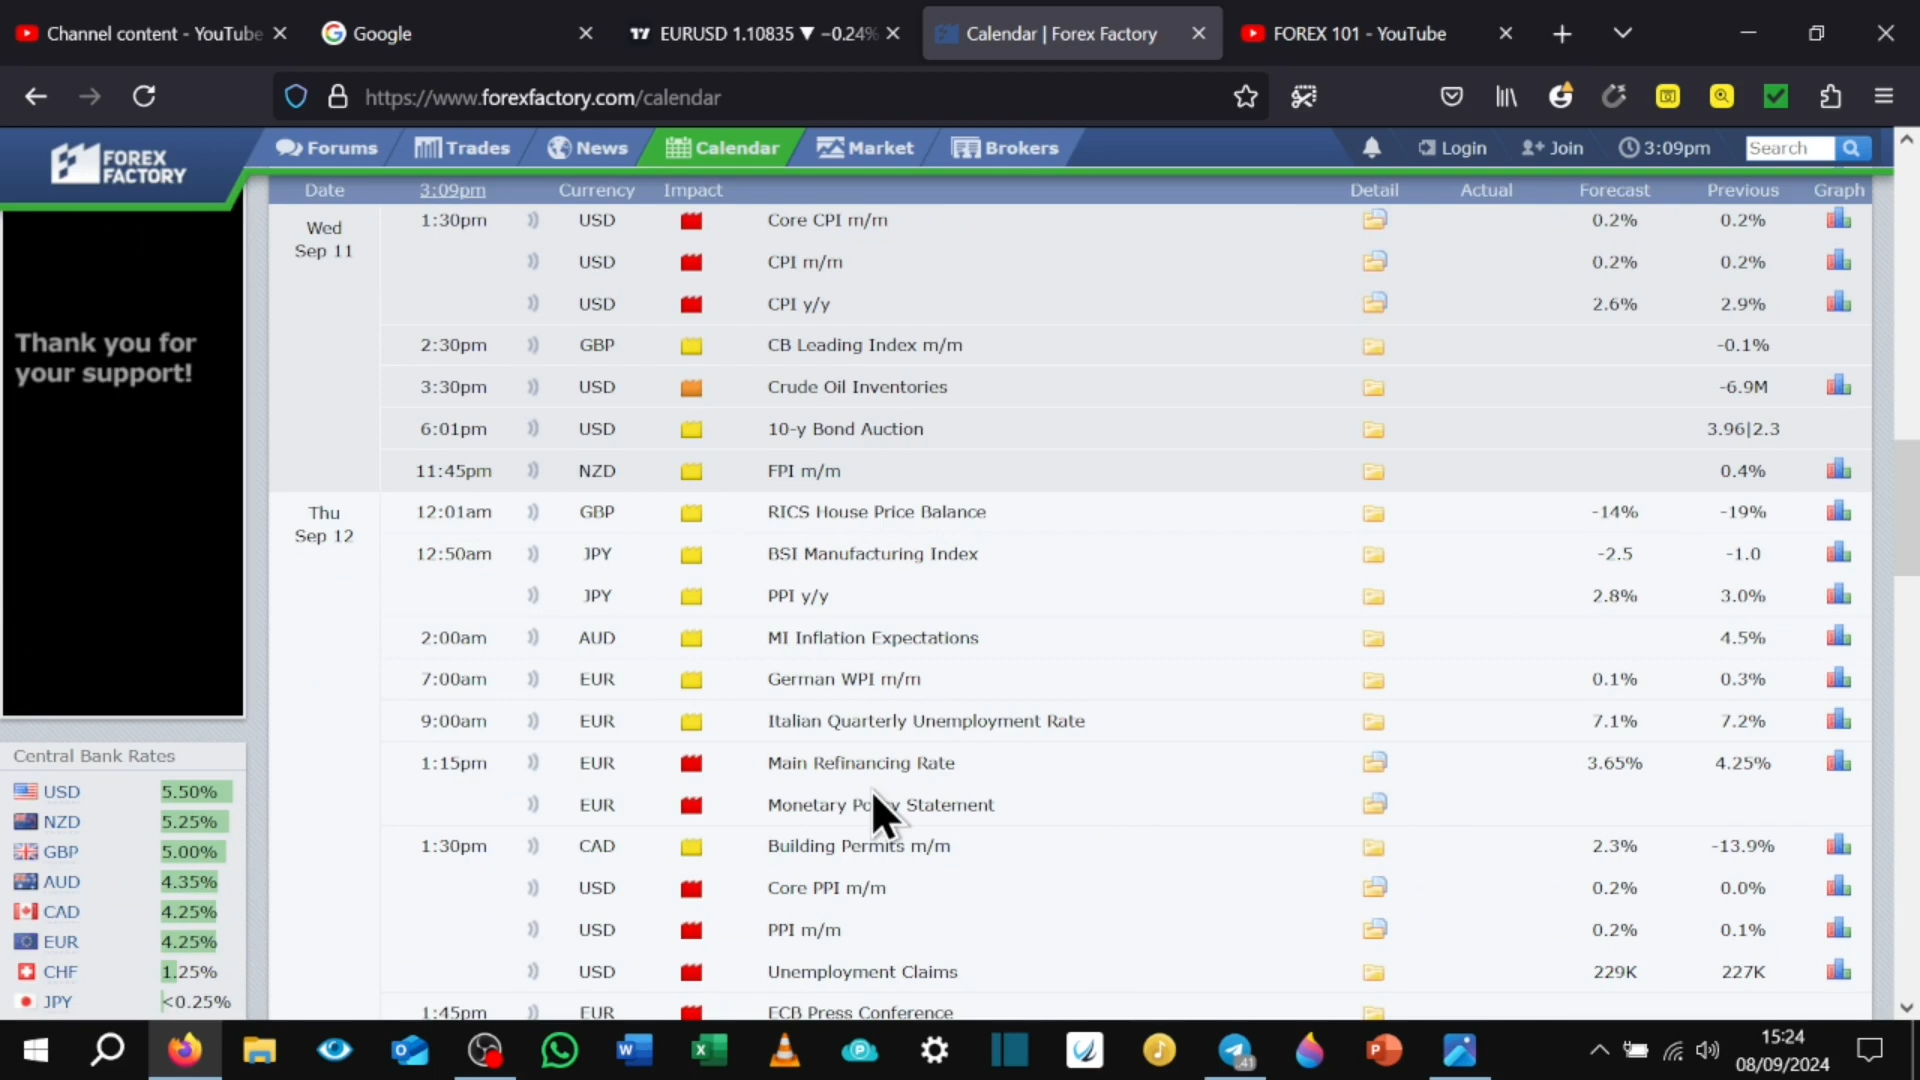 Channel content - YouTube
Google
EURUSD 1.10835 ▼ −0.24%
Calendar | Forex Factory
FOREX 101 - YouTube
https://www.forexfactory.com/calendar
FOREX FACTORY
Forums
Trades
News
Calendar
Market
Brokers
Login
Join
3:09pm
Search
Date 3:09pm Currency Impact Detail Actual Forecast Previous Graph
Wed Sep 11 1:30pm USD Core CPI m/m 0.2% 0.2%
USD CPI m/m 0.2% 0.2%
USD CPI y/y 2.6% 2.9%
2:30pm GBP CB Leading Index m/m -0.1%
3:30pm USD Crude Oil Inventories -6.9M
6:01pm USD 10-y Bond Auction 3.96|2.3
11:45pm NZD FPI m/m 0.4%
Thu Sep 12 12:01am GBP RICS House Price Balance -14% -19%
12:50am JPY BSI Manufacturing Index -2.5 -1.0
JPY PPI y/y 2.8% 3.0%
2:00am AUD MI Inflation Expectations 4.5%
7:00am EUR German WPI m/m 0.1% 0.3%
9:00am EUR Italian Quarterly Unemployment Rate 7.1% 7.2%
1:15pm EUR Main Refinancing Rate 3.65% 4.25%
EUR Monetary Statement
1:30pm CAD Building Permits m/m 2.3% -13.9%
USD Core PPI m/m 0.2% 0.0%
USD PPI m/m 0.2% 0.1%
USD Unemployment Claims 229K 227K
1:45pm EUR ECB Press Conference
Thank you for
your support!
Central Bank Rates
USD 5.50%
NZD 5.25%
GBP 5.00%
AUD 4.35%
CAD 4.25%
EUR 4.25%
CHF 1.25%
JPY <0.25%
41
15:24
08/09/2024